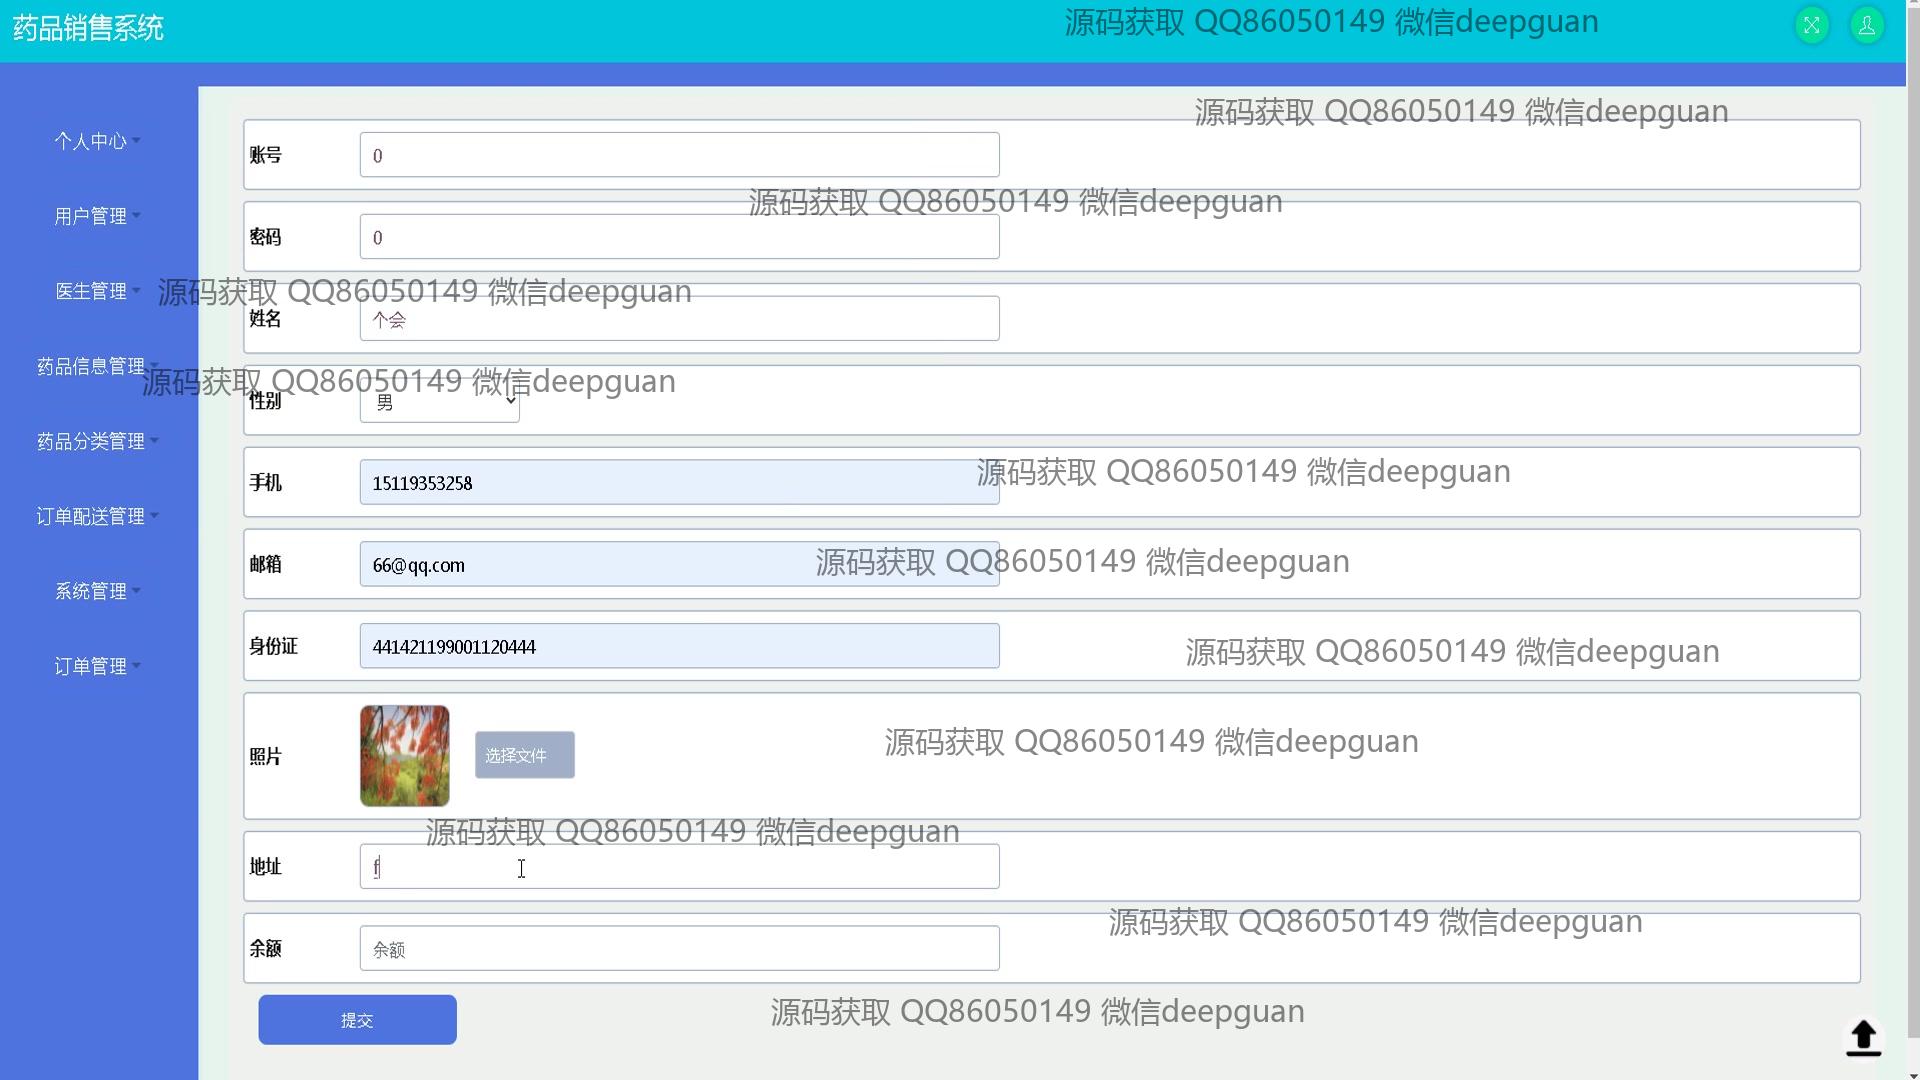 药品销售系统
源码获取 QQ86050149 微信deepguan
源码获取 QQ86050149 微信deepguan
个人中心
账号
0
源码获取 QQ86050149 微信deepguan
用户管理
密码
0
医生管理
源码获取 QQ86050149 微信deepguan
姓名
个会
药品信息管理
源码获取 QQ86050149 微信deepguan
性别
男
药品分类管理
手机
15119353258
源码获取 QQ86050149 微信deepguan
订单配送管理
邮箱
66@qq.com
源码获取 QQ86050149 微信deepguan
系统管理
身份证
441421199001120444
源码获取 QQ86050149 微信deepguan
订单管理
照片
选择文件
源码获取 QQ86050149 微信deepguan
源码获取 QQ86050149 微信deepguan
地址
f
源码获取 QQ86050149 微信deepguan
余额
余额
提交
源码获取 QQ86050149 微信deepguan